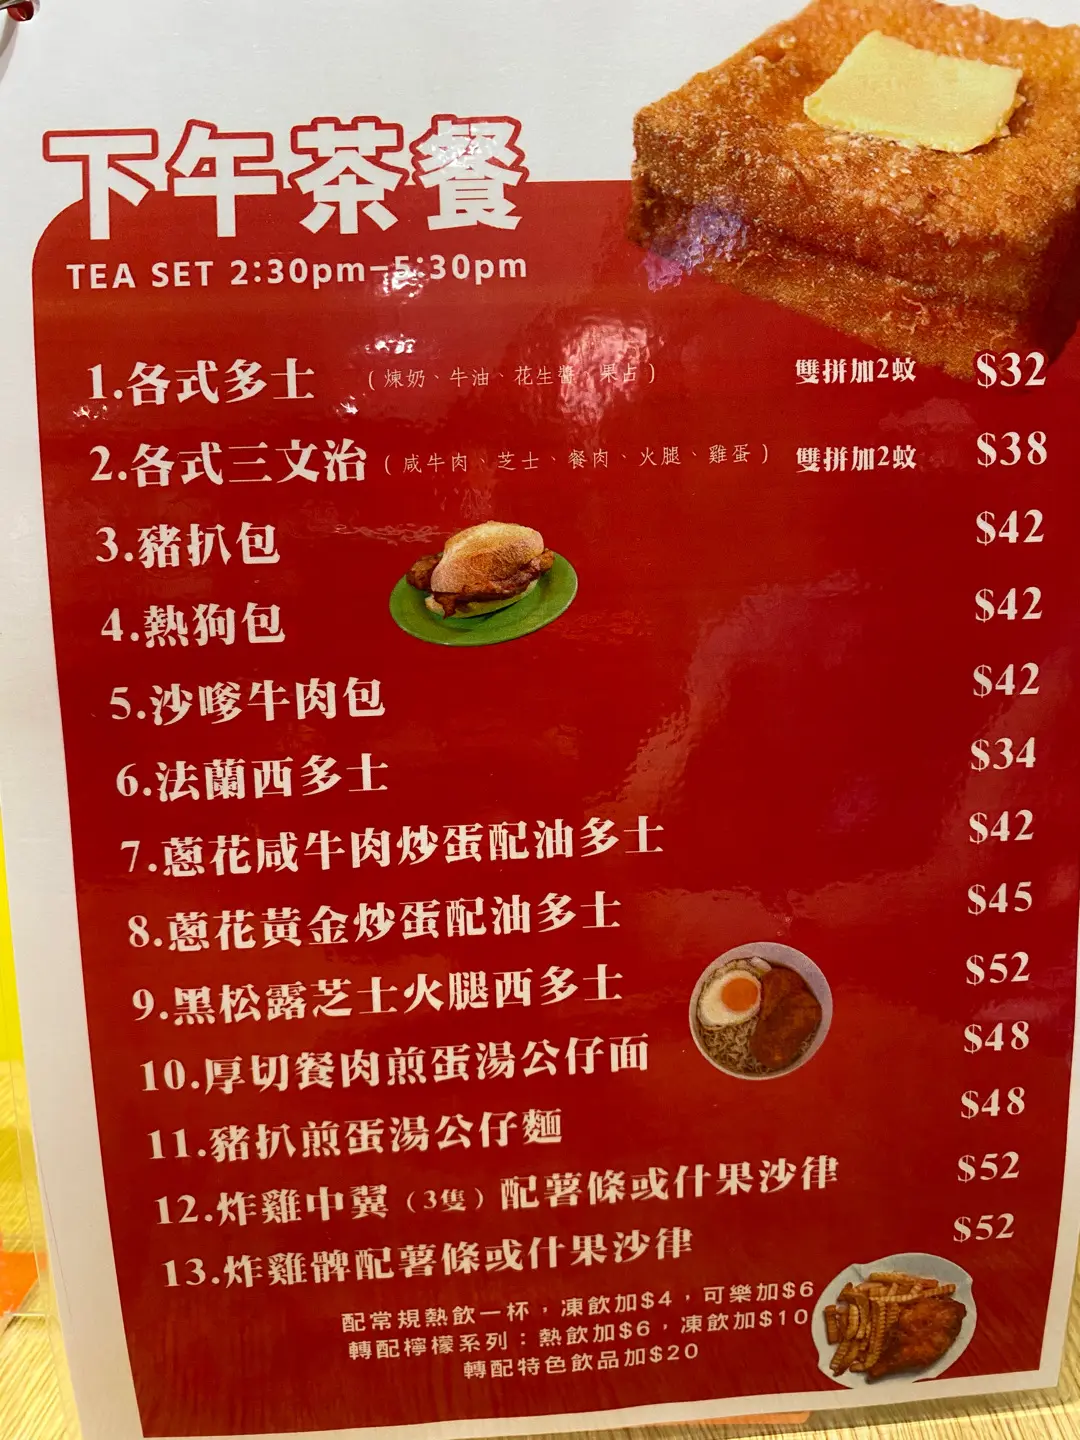 下午茶餐
TEA SET 2:30pm-5:30pm
1.各式多士 (煉奶、牛油、花生醬、果占) 雙拼加2蚊 $32
2.各式三文治 (咸牛肉、芝士、餐肉、火腿、雞蛋) 雙拼加2蚊 $38
3.豬扒包 $42
4.熱狗包 $42
5.沙嗲牛肉包 $42
6.法蘭西多士 $34
7.蔥花咸牛肉炒蛋配油多士 $42
8.蔥花黃金炒蛋配油多士 $45
9.黑松露芝士火腿西多士 $52
10.厚切餐肉煎蛋湯公仔面 $48
11.豬扒煎蛋湯公仔麵 $48
12.炸雞中翼 (3隻) 配薯條或什果沙律 $52
13.炸雞髀配薯條或什果沙律 $52
配常規熱飲一杯，凍飲加$4，可樂加$6
轉配檸檬系列：熱飲加$6，凍飲加$10
轉配特色飲品加$20